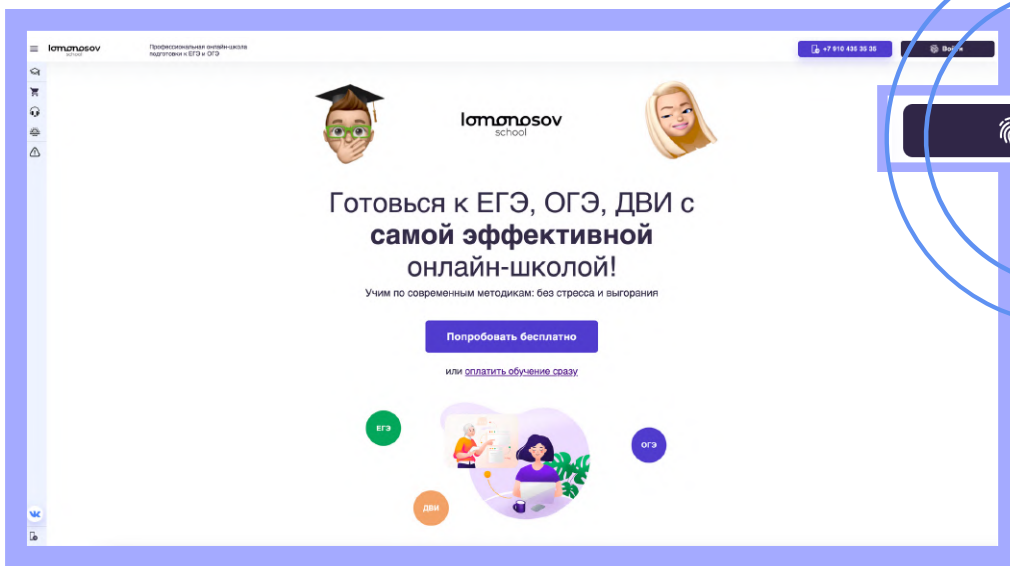 lomonosov
school
Профессиональная онлайн-школа
подготовки к ЕГЭ и ОГЭ
+7 910 435 35 35
Войти
lomonosov
school
Готовься к ЕГЭ, ОГЭ, ДВИ с
самой эффективной
онлайн-школой!
Учим по современным методикам: без стресса и выгорания
Попробовать бесплатно
или оплатить обучение сразу
ЕГЭ
ОГЭ
ДВИ